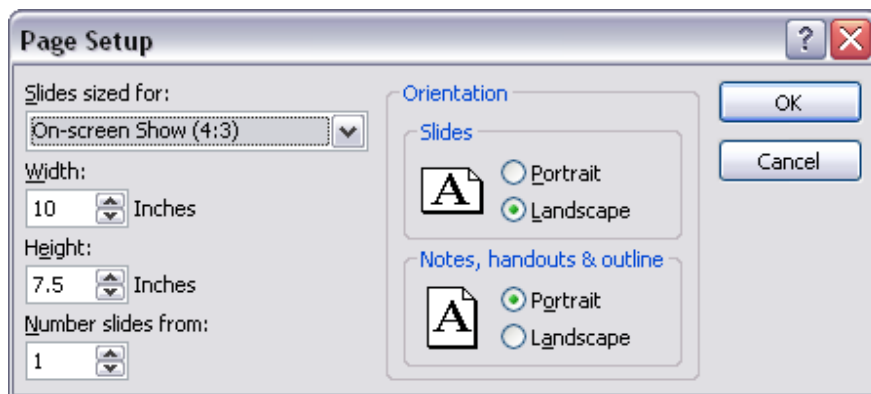 Page Setup
Slides sized for:
On-screen Show (4:3)
Width:
10 Inches
Height:
7.5 Inches
Number slides from:
1
Orientation
Slides
A
Portrait
Landscape
Notes, handouts & outline
A
Portrait
Landscape
OK
Cancel